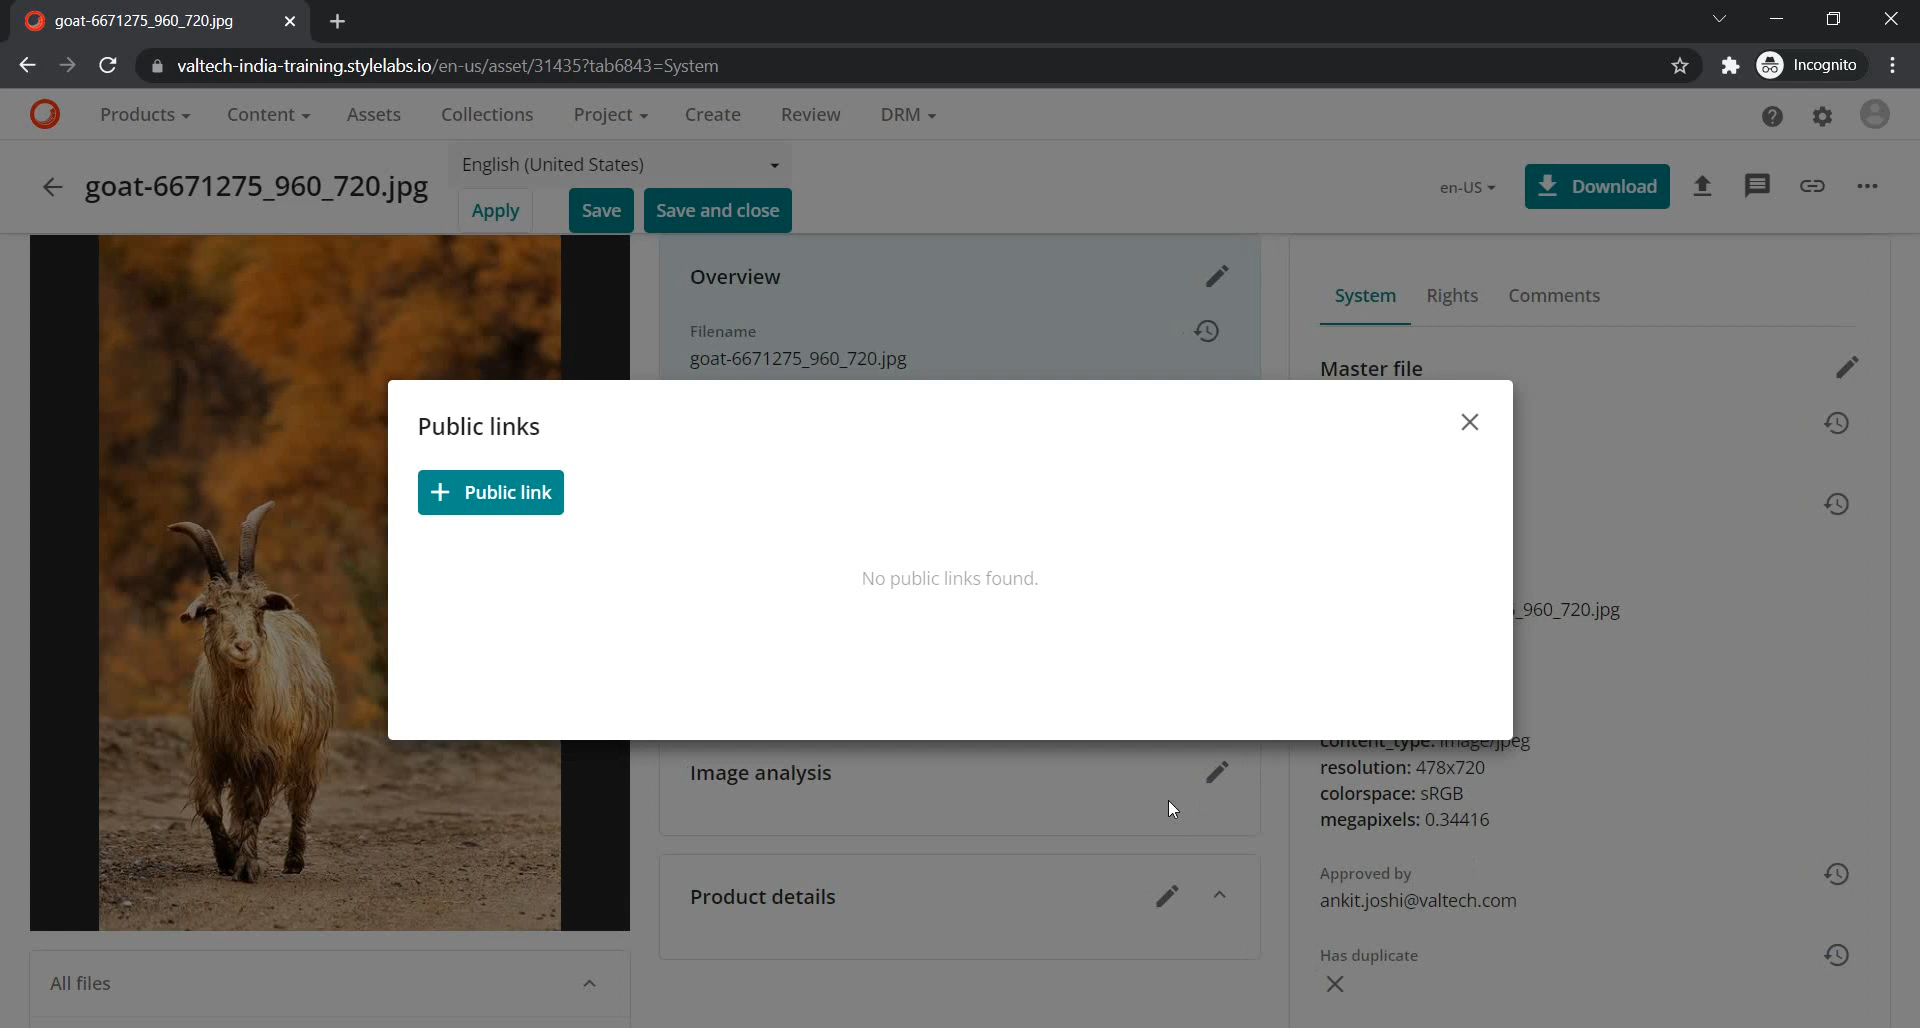 goat-6671275_960_720.jpg
valtech-india-training.stylelabs.io/en-us/asset/31435?tab6843=System
Incognito
Products
Content
Assets
Collections
Project
Create
Review
DRM
goat-6671275_960_720.jpg
English (United States)
Apply
Save
Save and close
en-US
Download
Overview
Filename
goat-6671275_960_720.jpg
System
Rights
Comments
Master file
Public links
Public link
No public links found.
_960_720.jpg
content_type: image/jpeg
resolution: 478x720
colorspace: sRGB
megapixels: 0.34416
Image analysis
Product details
Approved by
ankit.joshi@valtech.com
Has duplicate
All files